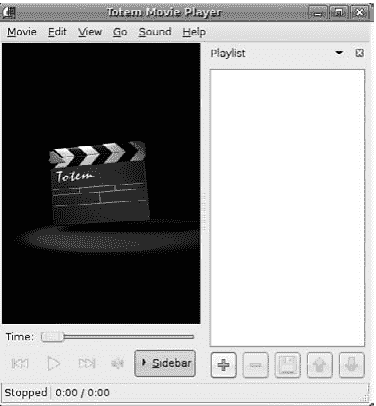 Totem Movie Player
Movie Edit View Go Sound Help
Playlist
Totem
Time:
Sidebar
Stopped 0:00 / 0:00